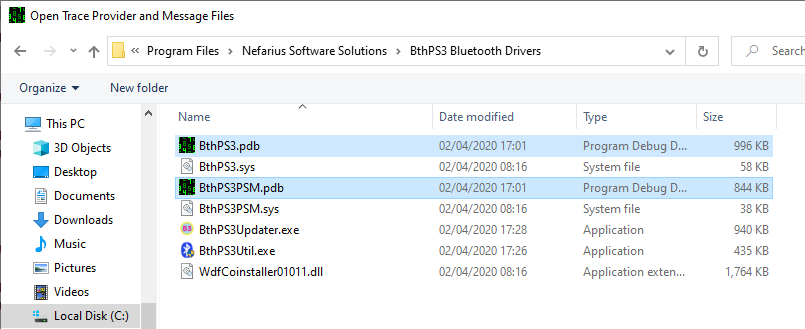 Open Trace Provider and Message Files
« Program Files › Nefarius Software Solutions › BthPS3 Bluetooth Drivers
Search
Organize
New folder
This PC
3D Objects
Desktop
Documents
Downloads
Music
Pictures
Videos
Local Disk (C:)
Name Date modified Type Size
BthPS3.pdb 02/04/2020 17:01 Program Debug D... 996 KB
BthPS3.sys 02/04/2020 08:16 System file 58 KB
BthPS3PSM.pdb 02/04/2020 17:01 Program Debug D... 844 KB
BthPS3PSM.sys 02/04/2020 08:16 System file 38 KB
BthPS3Updater.exe 02/04/2020 17:28 Application 940 KB
BthPS3Util.exe 02/04/2020 17:26 Application 435 KB
WdfCoinstaller01011.dll 02/04/2020 08:16 Application exten... 1,764 KB